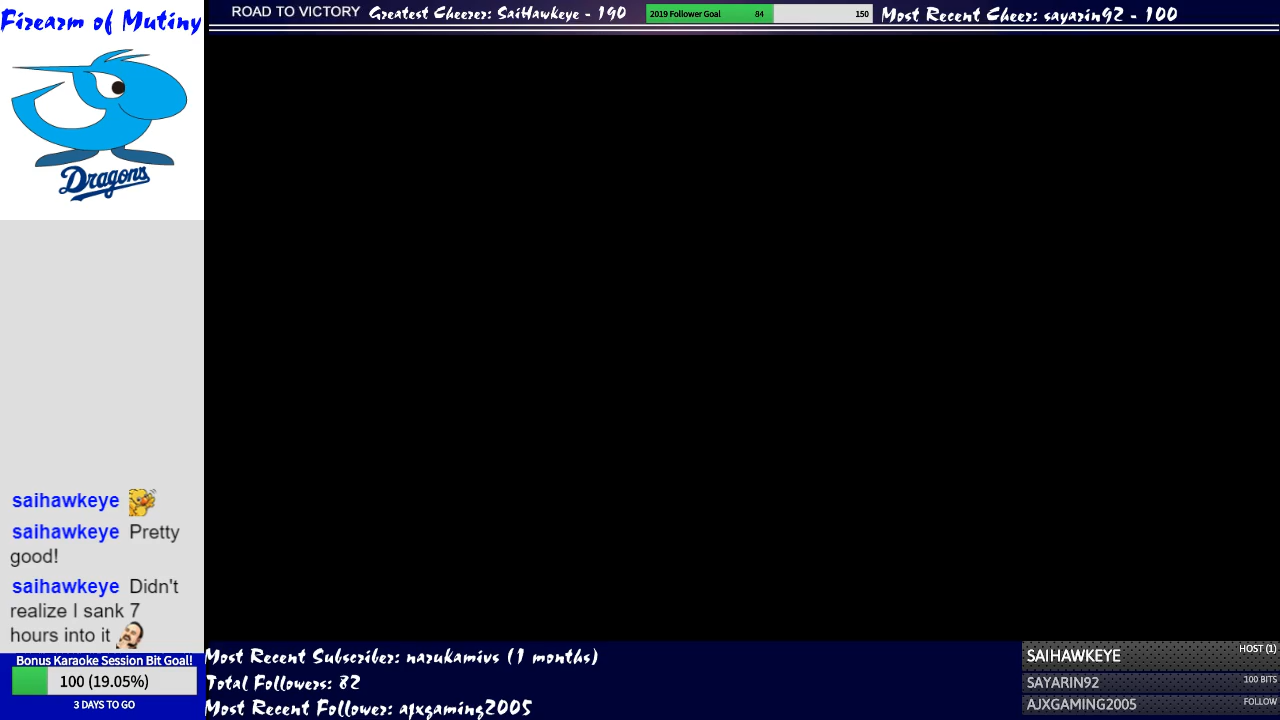 Firearm of Mutiny
Dragons
ROAD TO VICTORY
Greatest Cheerer: SaiHawkeye - 190
2019 Follower Goal 84 150
Most Recent Cheer: sayarin92 - 100
saihawkeye
saihawkeye Pretty
good!
saihawkeye Didn't
realize I sank 7
hours into it
Bonus Karaoke Session Bit Goal!
100 (19.05%)
3 DAYS TO GO
Most Recent Subscriber: narukamivs (1 months)
Total Followers: 82
Most Recent Follower: ajxgaming2005
SAIHAWKEYE HOST (1)
SAYARIN92 100 BITS
AJXGAMING2005 FOLLOW